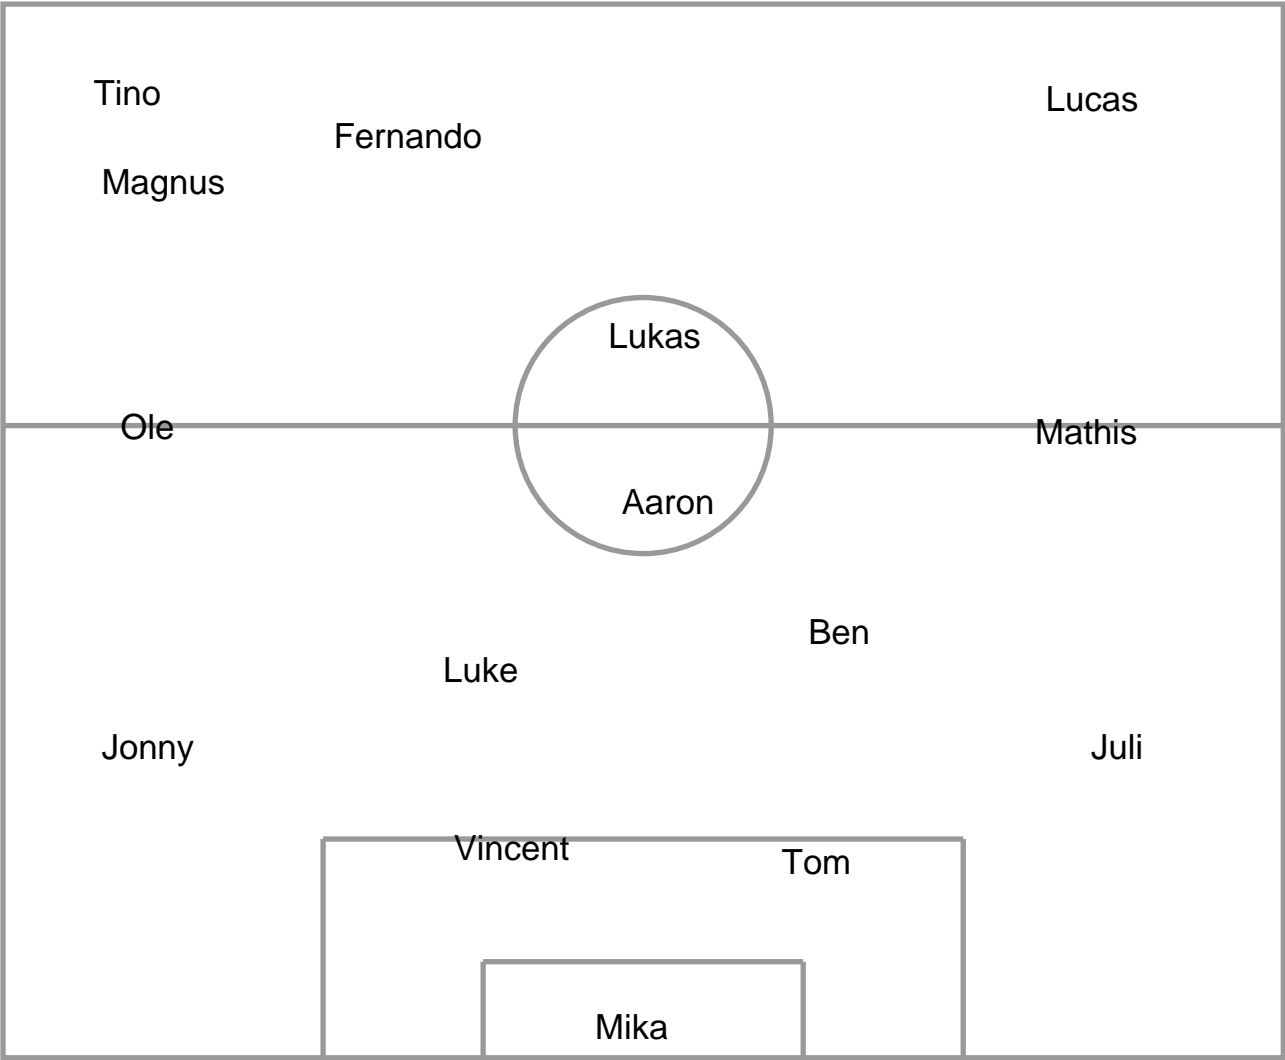 Tino
Lucas
Fernando
Magnus
Lukas
Ole
Mathis
Aaron
Ben
Luke
Jonny
Juli
Vincent
Tom
Mika